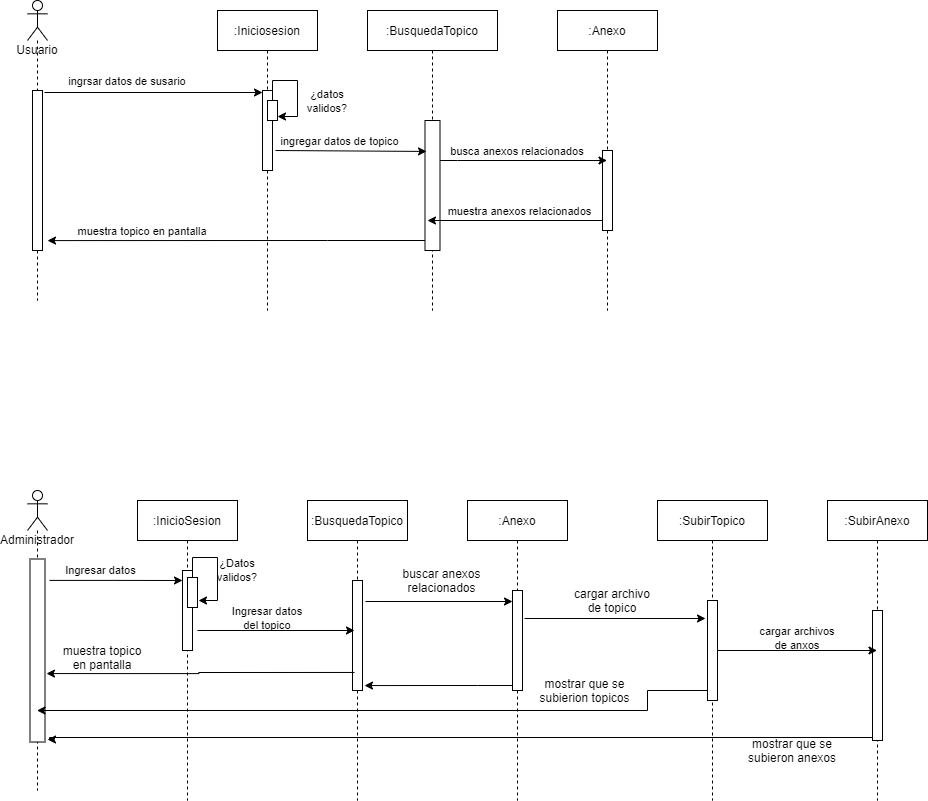 :Iniciosesion
:BusquedaTopico
:Anexo
Usuario
ingrsar datos de susario
¿datos
validos?
ingregar datos de topico
busca anexos relacionados
muestra anexos relacionados
muestra topico en pantalla
:InicioSesion
:BusquedaTopico
:Anexo
:SubirTopico
:SubirAnexo
Administrador
Ingresar datos
¿Datos
validos?
buscar anexos
relacionados
cargar archivo
de topico
Ingresar datos
del topico
cargar archivos
de anxos
muestra topico
en pantalla
mostrar que se
subierion topicos
mostrar que se
subieron anexos